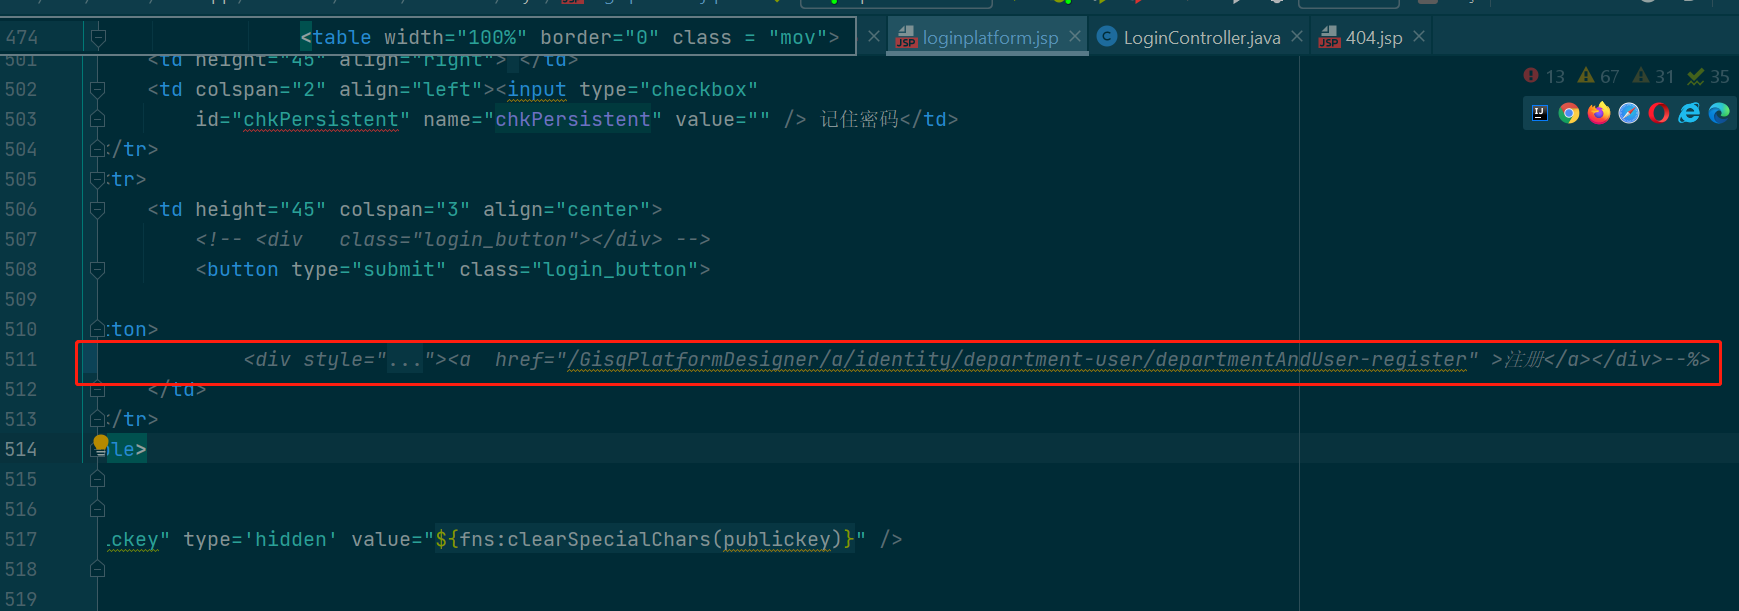 474 <table width="100%" border="0" class = "mov">
loginplatform.jsp
LoginController.java
404.jsp
13 67 31 35
501 <td height="45" align="right"> </td>
502 <td colspan="2" align="left"><input type="checkbox"
503 id="chkPersistent" name="chkPersistent" value="" /> 记住密码</td>
504 :/tr>
505 :tr>
506 <td height="45" colspan="3" align="center">
507 <!-- <div class="login_button"></div> -->
508 <button type="submit" class="login_button">
509
510 :ton>
511 <div style="..."><a href="/GisqPlatformDesigner/a/identity/department-user/departmentAndUser-register" >注册</a></div>--%>
512 </td>
513 :/tr>
514 le>
515
516
517 ckey" type='hidden' value="${fns:clearSpecialChars(publickey)}" />
518
519